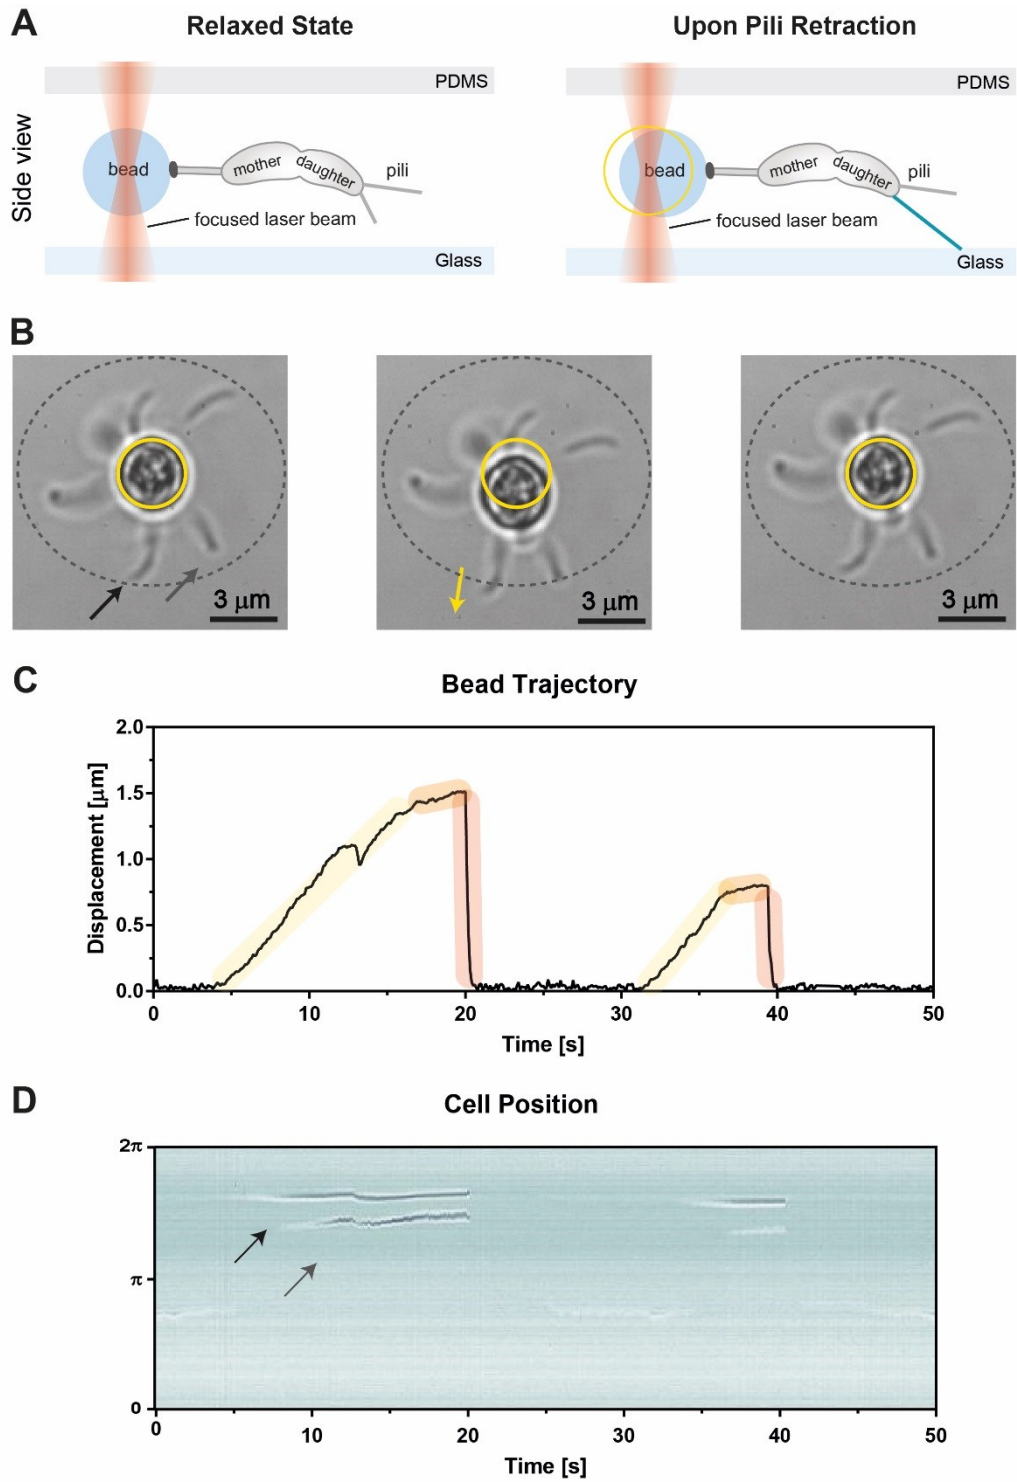 A
Relaxed State
Upon Pili Retraction
Side view
PDMS
bead
mother
daughter
pili
focused laser beam
Glass
PDMS
bead
mother
daughter
pili
focused laser beam
Glass
B
3 μm
3 μm
3 μm
C
Bead Trajectory
Displacement [μm]
2.0
1.5
1.0
0.5
0.0
0 10 20 30 40 50
Time [s]
D
Cell Position
2π
π
0
0 10 20 30 40 50
Time [s]